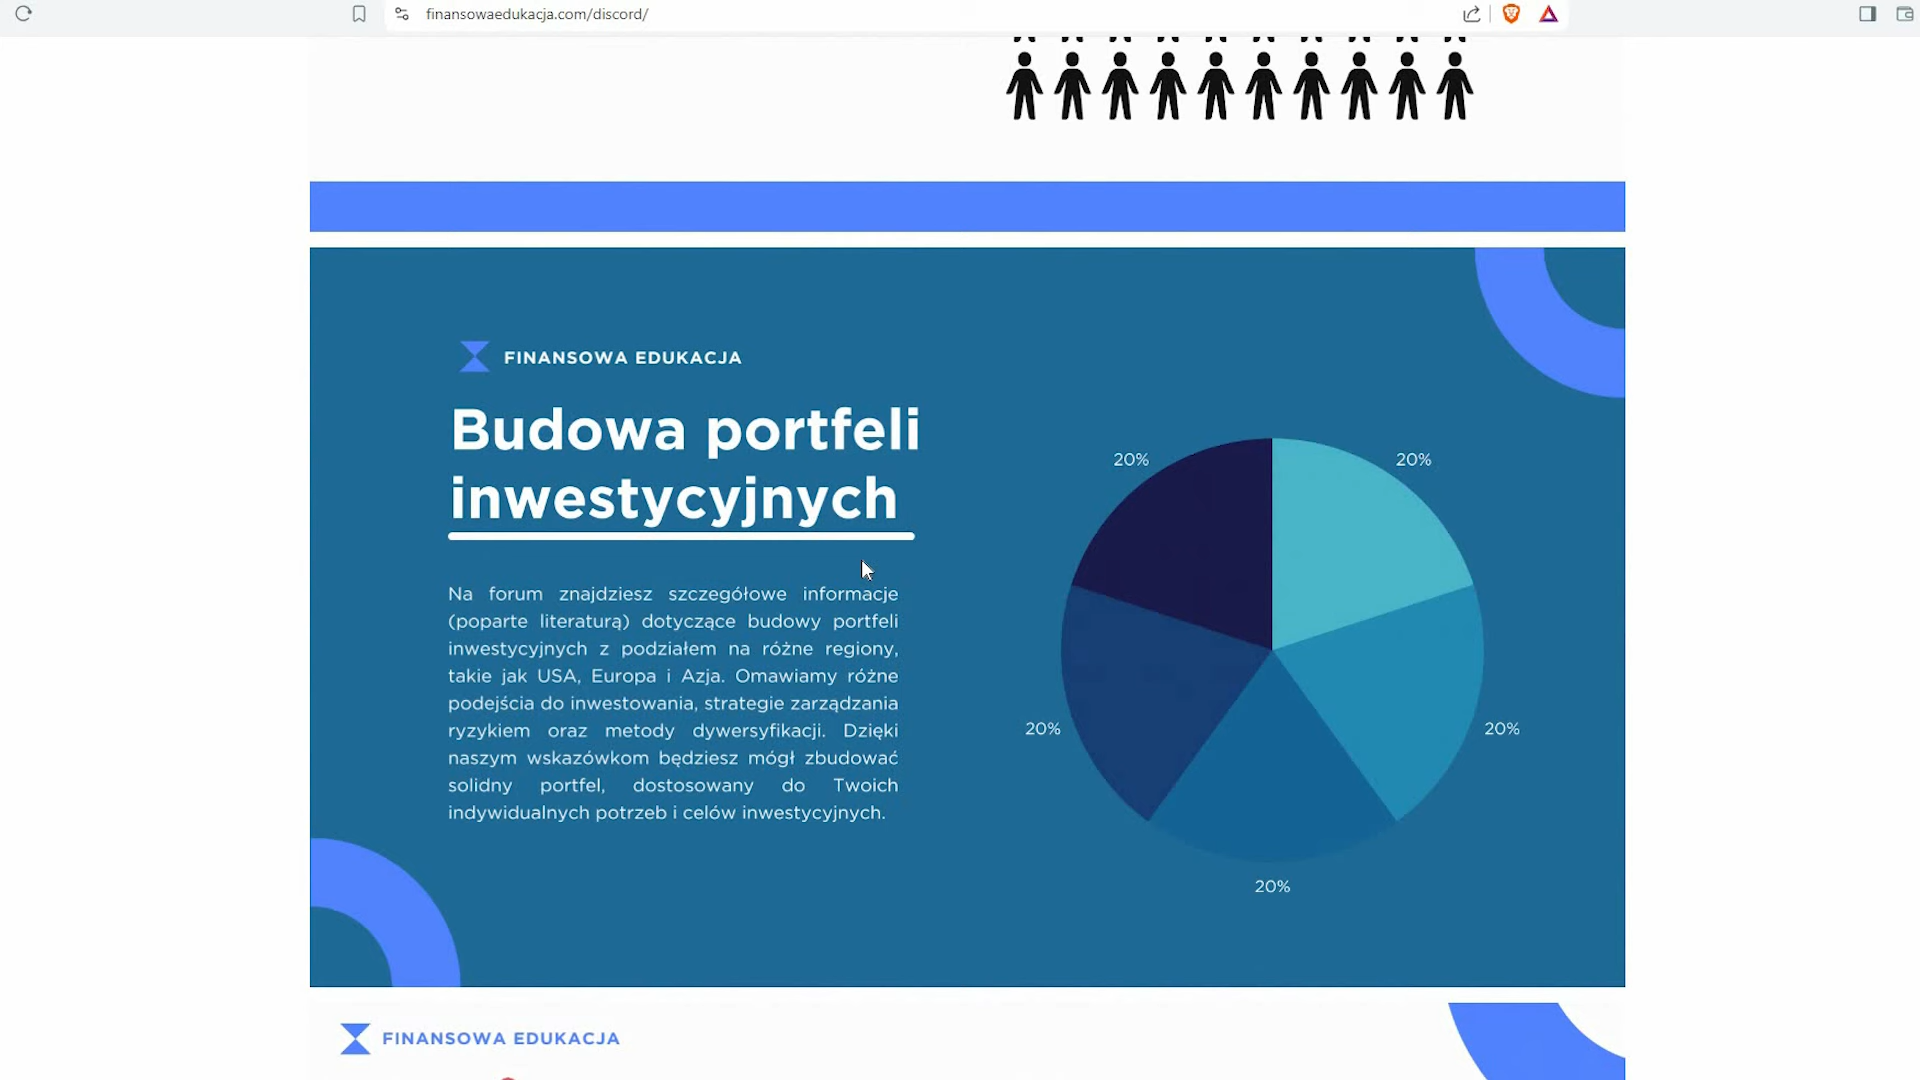 finansowaedukacja.com/discord/
FINANSOWA EDUKACJA
Budowa portfeli
inwestycyjnych
Na forum znajdziesz szczegółowe informacje
(poparte literaturą) dotyczące budowy portfeli
inwestycyjnych z podziałem na różne regiony,
takie jak USA, Europa i Azja. Omawiamy różne
podejścia do inwestowania, strategie zarządzania
ryzykiem oraz metody dywersyfikacji. Dzięki
naszym wskazówkom będziesz mógł zbudować
solidny portfel, dostosowany do Twoich
indywidualnych potrzeb i celów inwestycyjnych.
20%
20%
20%
20%
20%
FINANSOWA EDUKACJA